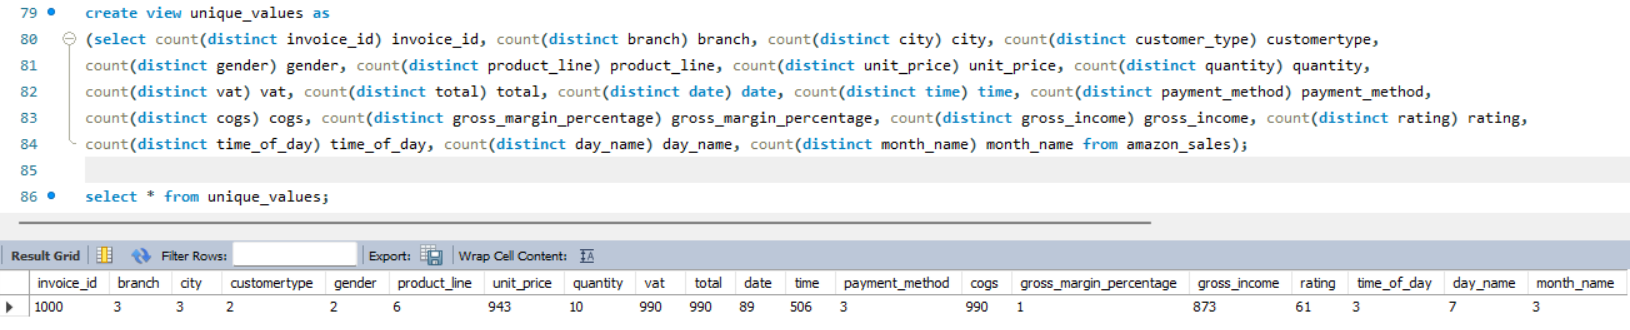 79 create view unique_values as
80 (select count(distinct invoice_id) invoice_id, count(distinct branch) branch, count(distinct city) city, count(distinct customer_type) customertype,
81 count(distinct gender) gender, count(distinct product_line) product_line, count(distinct unit_price) unit_price, count(distinct quantity) quantity,
82 count(distinct vat) vat, count(distinct total) total, count(distinct date) date, count(distinct time) time, count(distinct payment_method) payment_method,
83 count(distinct cogs) cogs, count(distinct gross_margin_percentage) gross_margin_percentage, count(distinct gross_income) gross_income, count(distinct rating) rating,
84 count(distinct time_of_day) time_of_day, count(distinct day_name) day_name, count(distinct month_name) month_name from amazon_sales);
85
86 select * from unique_values;
Result Grid Filter Rows: Export: Wrap Cell Content: IA
invoice_id branch city customertype gender product_line unit_price quantity vat total date time payment_method cogs gross_margin_percentage gross_income rating time_of_day day_name month_name
1000 3 3 2 2 6 943 10 990 990 89 506 3 990 1 873 61 3 7 3